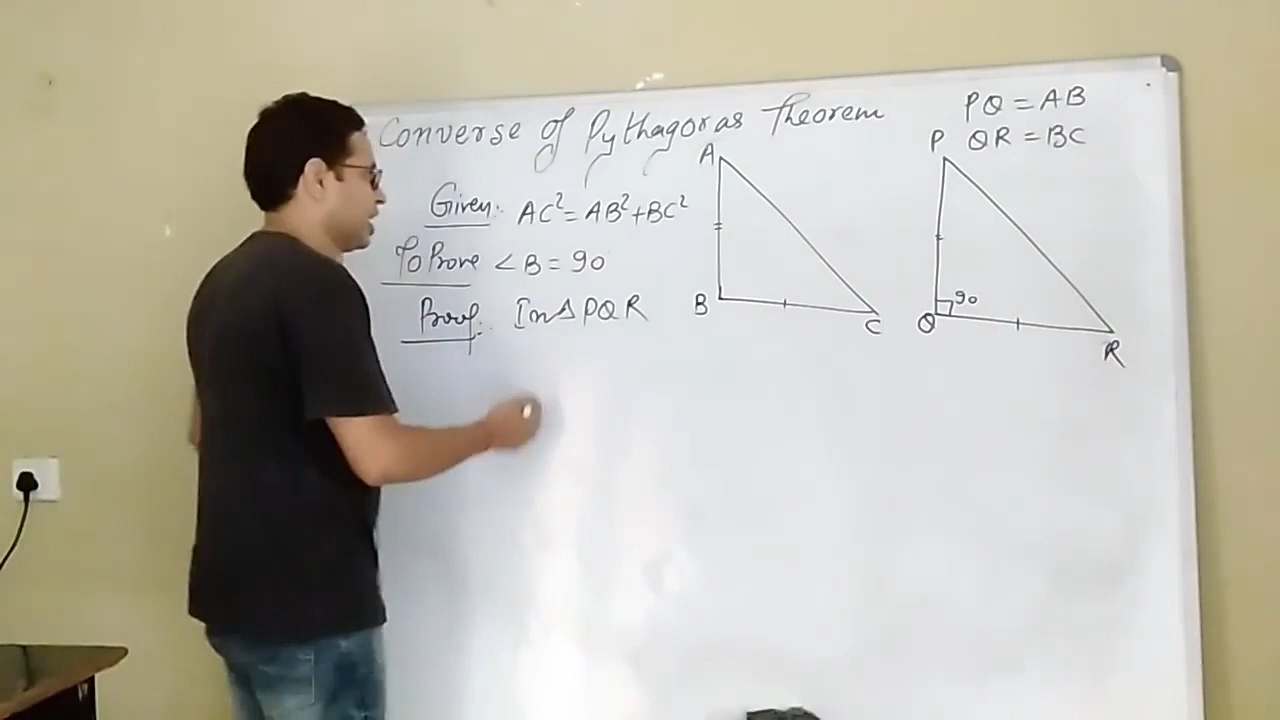 Converse of Pythagoras Theorem
PQ = AB
QR = BC
Given: AC² = AB² + BC²
To Prove ∠B = 90
Proof: In Δ PQR
A
B
C
P
90
Q
R